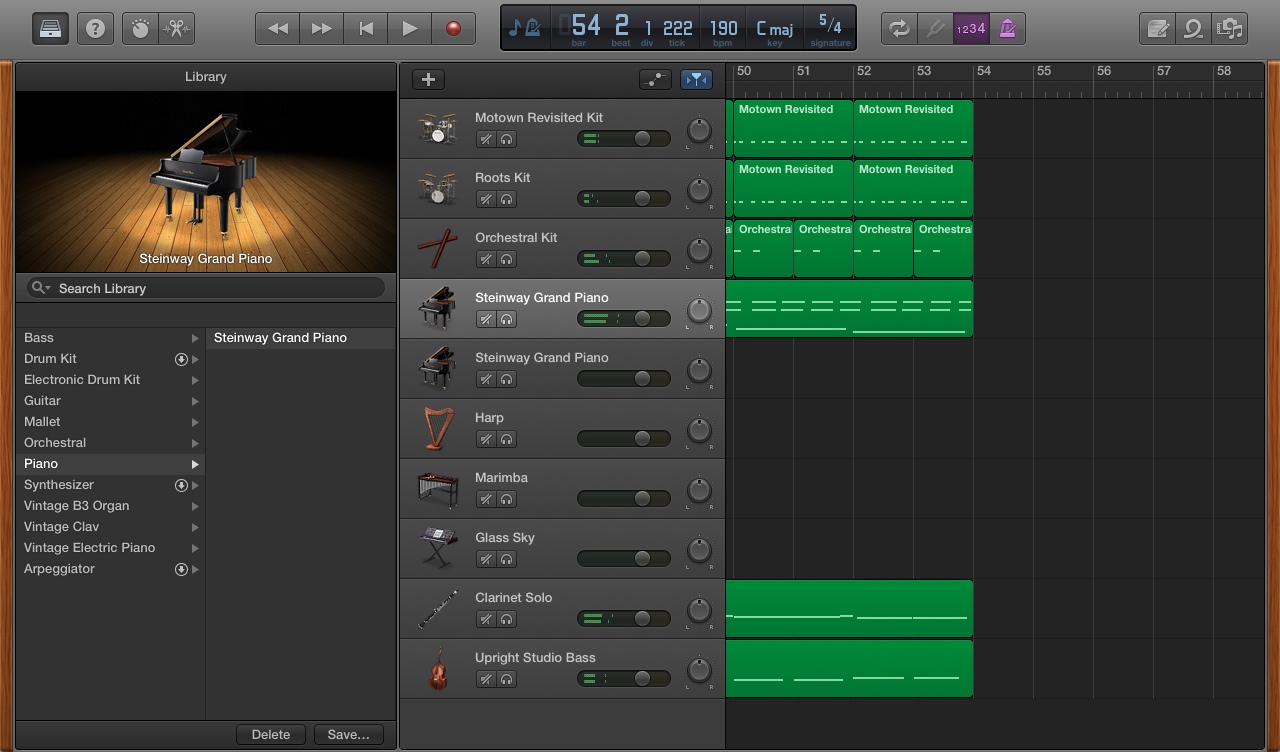 54 2 1 222 190 C maj 5/4
bar beat div tick bpm key signature
1234
Library
Steinway Grand Piano
Search Library
Bass
Drum Kit
Electronic Drum Kit
Guitar
Mallet
Orchestral
Piano
Synthesizer
Vintage B3 Organ
Vintage Clav
Vintage Electric Piano
Arpeggiator
Steinway Grand Piano
Delete Save...
50 51 52 53 54 55 56 57 58
Motown Revisited Kit
L R
Motown Revisited Motown Revisited
Roots Kit
L R
Motown Revisited Motown Revisited
Orchestral Kit
L R
Orchestra Orchestra Orchestra Orchestra
Steinway Grand Piano
L R
Steinway Grand Piano
L R
Harp
L R
Marimba
L R
Glass Sky
L R
Clarinet Solo
L R
Upright Studio Bass
L R